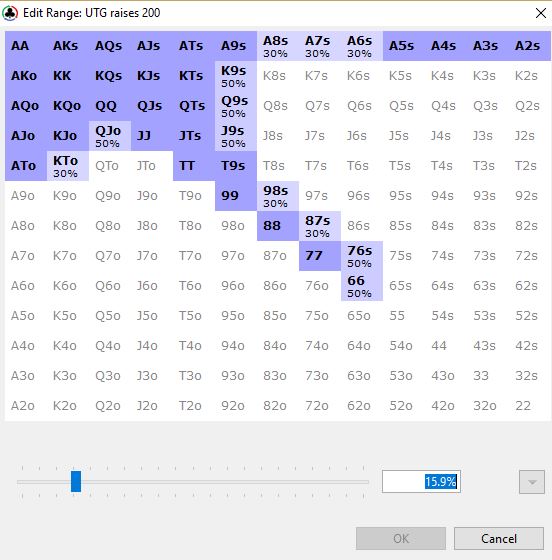 Edit Range: UTG raises 200
AA AKs AQs AJs ATs A9s A8s A7s A6s A5s A4s A3s A2s
30% 30% 30%
AKo KK KQs KJs KTs K9s K8s K7s K6s K5s K4s K3s K2s
50%
AQo KQo QQ QJs QTs Q9s Q8s Q7s Q6s Q5s Q4s Q3s Q2s
50%
AJo KJo QJo JJ JTs J9s J8s J7s J6s J5s J4s J3s J2s
50% 50%
ATo KTo QTo JTo TT T9s T8s T7s T6s T5s T4s T3s T2s
30%
A9o K9o Q9o J9o T9o 99 98s 97s 96s 95s 94s 93s 92s
30%
A8o K8o Q8o J8o T8o 98o 88 87s 86s 85s 84s 83s 82s
30%
A7o K7o Q7o J7o T7o 97o 87o 77 76s 75s 74s 73s 72s
50%
A6o K6o Q6o J6o T6o 96o 86o 76o 66 65s 64s 63s 62s
50%
A5o K5o Q5o J5o T5o 95o 85o 75o 65o 55 54s 53s 52s
A4o K4o Q4o J4o T4o 94o 84o 74o 64o 54o 44 43s 42s
A3o K3o Q3o J3o T3o 93o 83o 73o 63o 53o 43o 33 32s
A2o K2o Q2o J2o T2o 92o 82o 72o 62o 52o 42o 32o 22
15.9%
OK Cancel